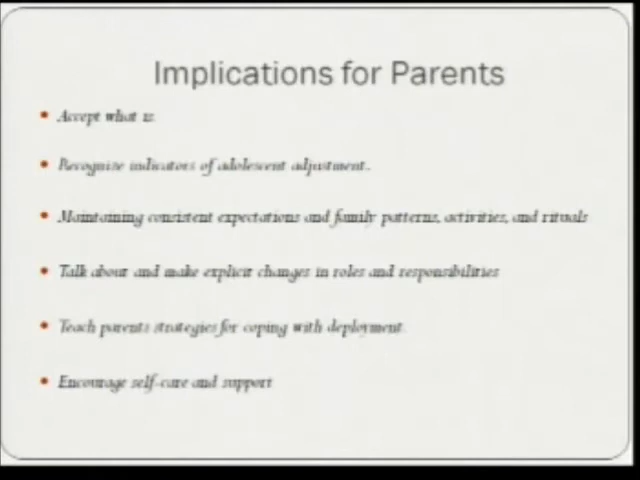 Implications for Parents
• Accept what is.
• Recognize indicators of adolescent adjustment.
• Maintaining consistent expectations and family patterns, activities, and rituals
• Talk about and make explicit changes in roles and responsibilities
• Teach parents strategies for coping with deployment.
• Encourage self-care and support